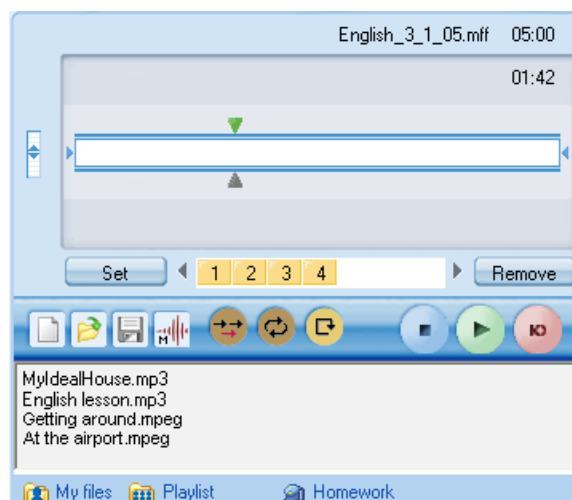 English_3_1_05.mff 05:00
01:42
Set 1 2 3 4 Remove
M
MyIdealHouse.mp3
English lesson.mp3
Getting around.mpeg
At the airport.mpeg
My files Playlist Homework